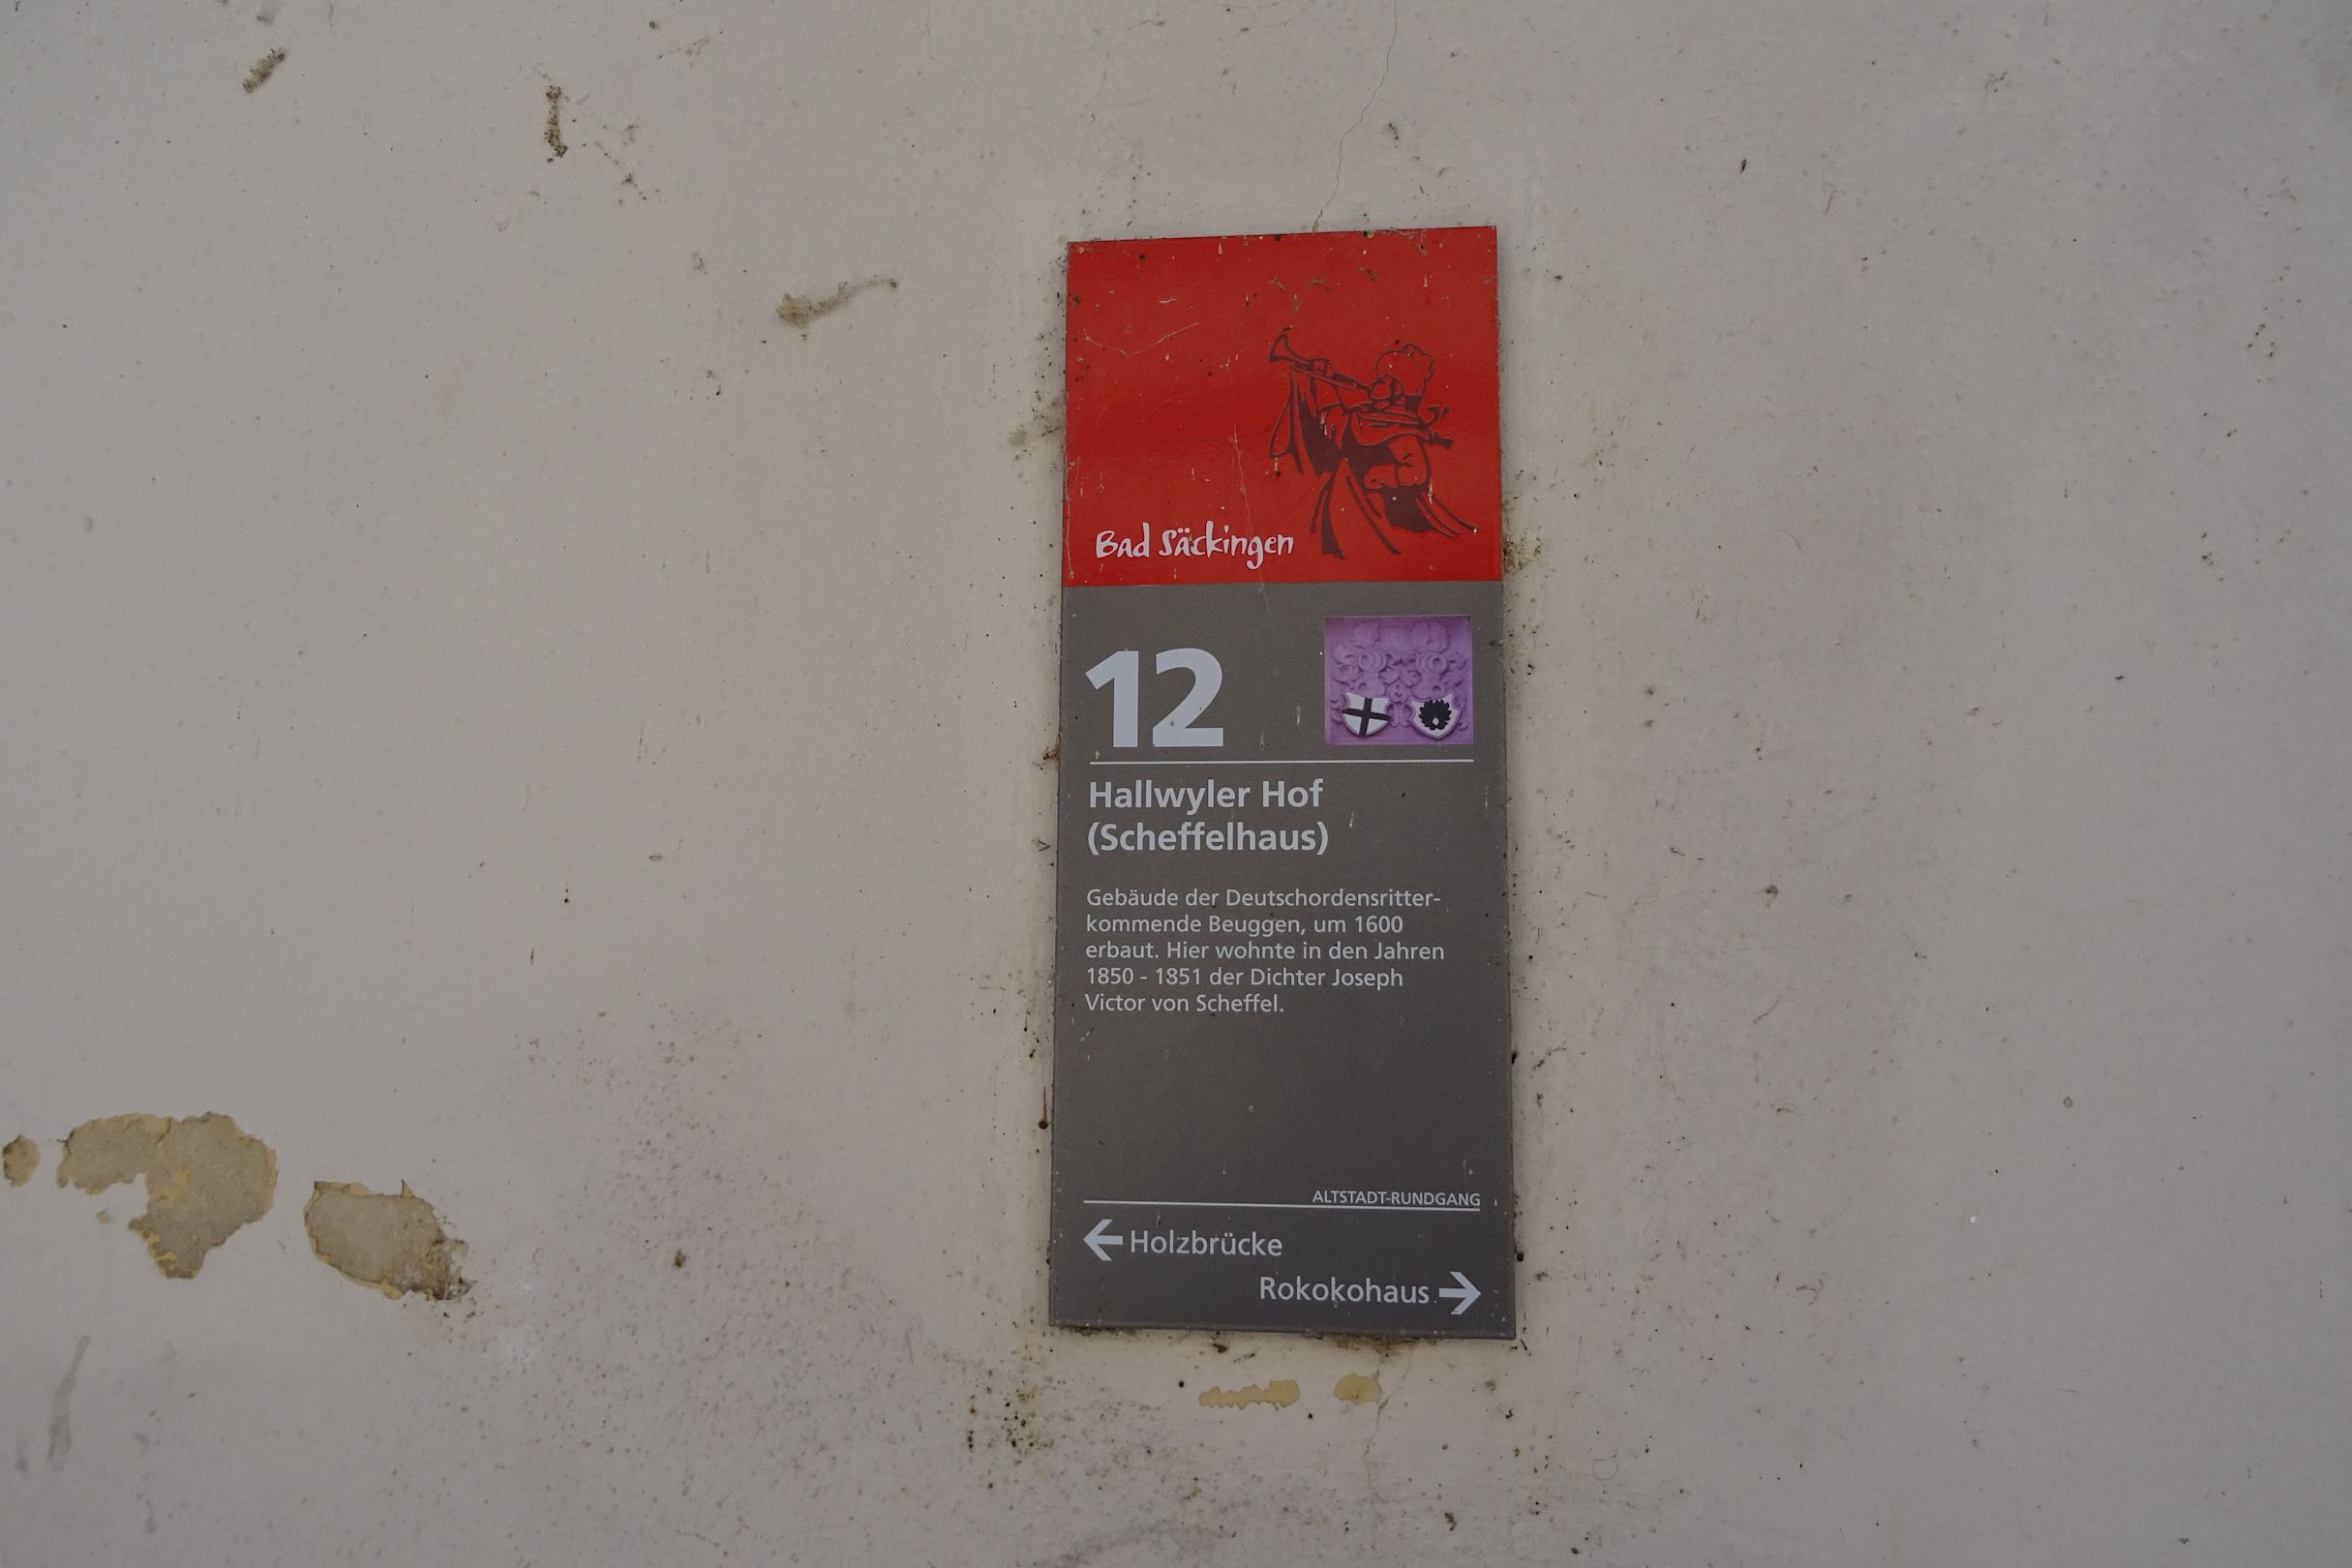 Bad Säckingen
12
Hallwyler Hof
(Scheffelhaus)
Gebäude der Deutschordensritter-
kommende Beuggen, um 1600
erbaut. Hier wohnte in den Jahren
1850 - 1851 der Dichter Joseph
Victor von Scheffel.
ALTSTADT-RUNDGANG
Holzbrücke
Rokokohaus